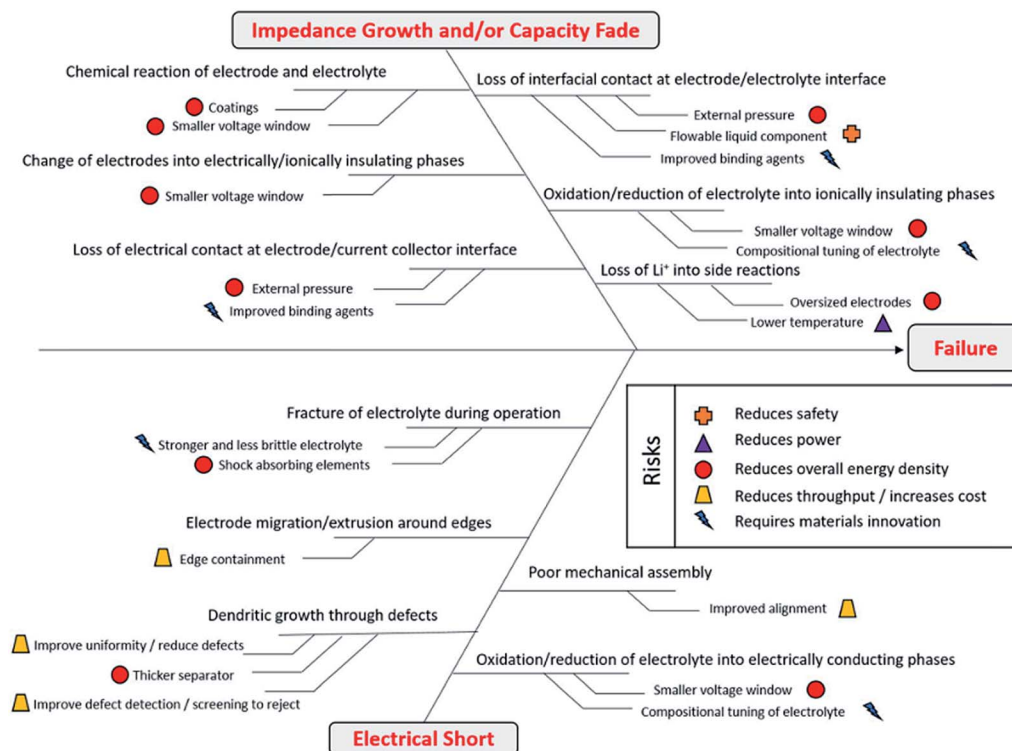 Impedance Growth and/or Capacity Fade
Chemical reaction of electrode and electrolyte
Coatings
Smaller voltage window
Change of electrodes into electrically/ionically insulating phases
Smaller voltage window
Loss of electrical contact at electrode/current collector interface
External pressure
Improved binding agents
Loss of interfacial contact at electrode/electrolyte interface
External pressure
Flowable liquid component
Improved binding agents
Oxidation/reduction of electrolyte into ionically insulating phases
Smaller voltage window
Compositional tuning of electrolyte
Loss of Li⁺ into side reactions
Oversized electrodes
Lower temperature
Failure
Fracture of electrolyte during operation
Stronger and less brittle electrolyte
Shock absorbing elements
Electrode migration/extrusion around edges
Edge containment
Dendritic growth through defects
Improve uniformity / reduce defects
Thicker separator
Improve defect detection / screening to reject
Poor mechanical assembly
Improved alignment
Oxidation/reduction of electrolyte into electrically conducting phases
Smaller voltage window
Compositional tuning of electrolyte
Electrical Short
Risks
Reduces safety
Reduces power
Reduces overall energy density
Reduces throughput / increases cost
Requires materials innovation